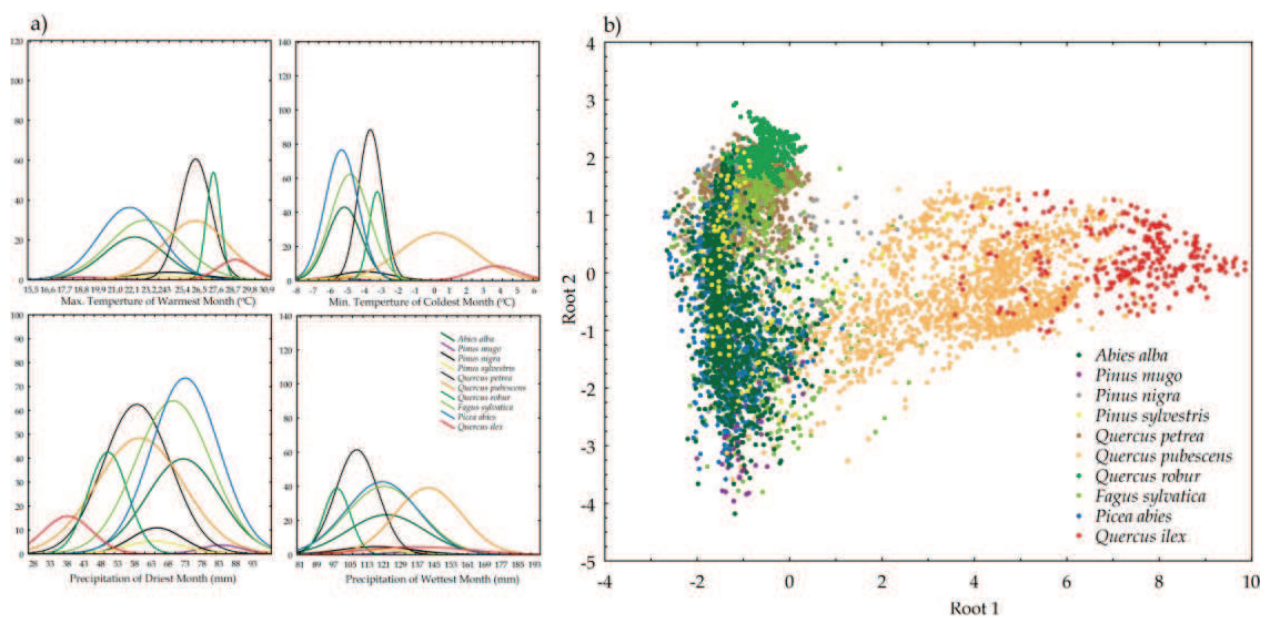 a)
120
100
80
60
40
20
0
15,5 16,6 17,7 18,8 19,9 21,0 22,1 23,2 25,4 26,5 27,6 28,7 29,8 30,9
Max. Temperture of Warmest Month (ºC)
140
120
100
80
60
40
20
0
-8 -7 -6 -5 -4 -3 -2 -1 0 1 2 3 4 5 6
Min. Temperture of Coldest Month (ºC)
100
90
80
70
60
50
40
30
20
10
0
28 33 38 43 48 53 58 63 68 73 83 88 93
Precipitation of Driest Month (mm)
140
120
100
80
60
40
20
0
81 89 97 105 113 121 129 137 145 153 161 169 177 185 193
Precipitation of Wettest Month (mm)
Abies alba
Pinus mugo
Pinus nigra
Pinus sylvestris
Quercus petrea
Quercus pubescens
Quercus robur
Fagus sylvatica
Picea abies
Quercus ilex
b)
4
3
2
1
0
-1
-2
-3
-4
-5
Root 2
-4 -2 0 2 4 6 8 10
Root 1
Abies alba
Pinus mugo
Pinus nigra
Pinus sylvestris
Quercus petrea
Quercus pubescens
Quercus robur
Fagus sylvatica
Picea abies
Quercus ilex